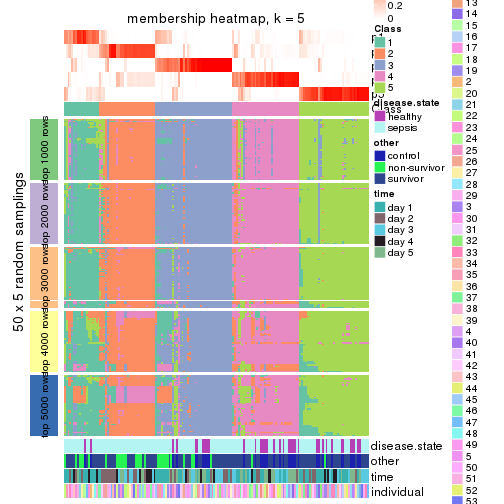 membership heatmap, k = 5
0.2
0
Class
1
2
3
4
5
Class
disease.state
healthy
sepsis
other
control
non-survivor
survivor
time
day 1
day 2
day 3
day 4
day 5
50 x 5 random samplings
top 1000 rows
top 2000 rows
top 3000 rows
top 4000 rows
top 5000 rows
disease.state
other
time
individual
13
14
15
16
17
18
19
2
20
21
22
23
24
25
26
27
28
29
3
30
31
32
33
34
35
36
37
38
39
4
40
41
42
43
44
45
46
47
48
49
5
50
51
52
53